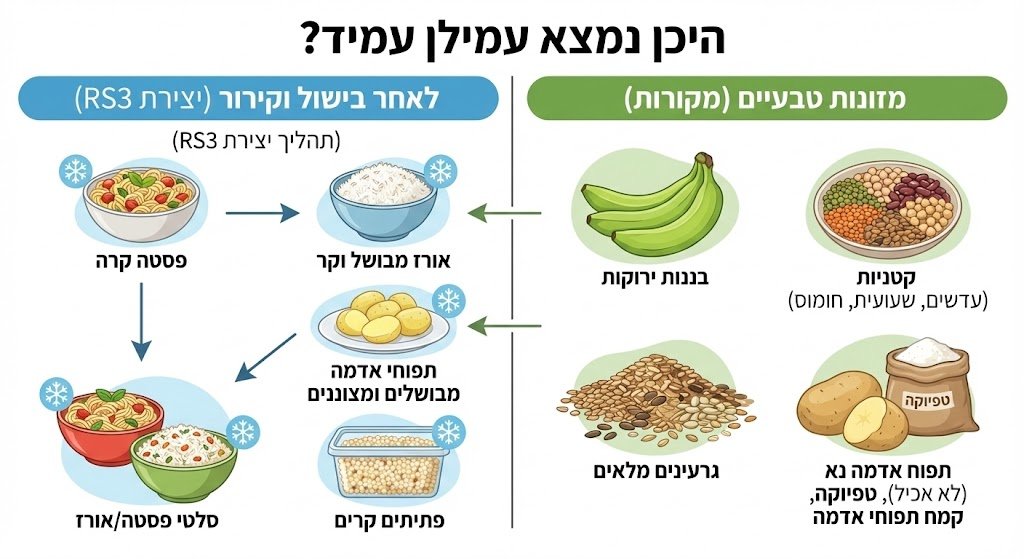 היכן נמצא עמילן עמיד?
מזונות טבעיים (מקורות)
קטניות
(עדשים, שעועית, חומוס)
בננות ירוקות
טפיוקה
תפוח אדמה נא
(לא אכיל), טפיוקה,
קמח תפוחי אדמה
גרעינים מלאים
לאחר בישול וקירור (יצירת RS3)
(תהליך יצירת RS3)
אורז מבושל וקר
פסטה קרה
תפוחי אדמה
מבושלים ומצוננים
פתיתים קרים
סלטי פסטה/אורז